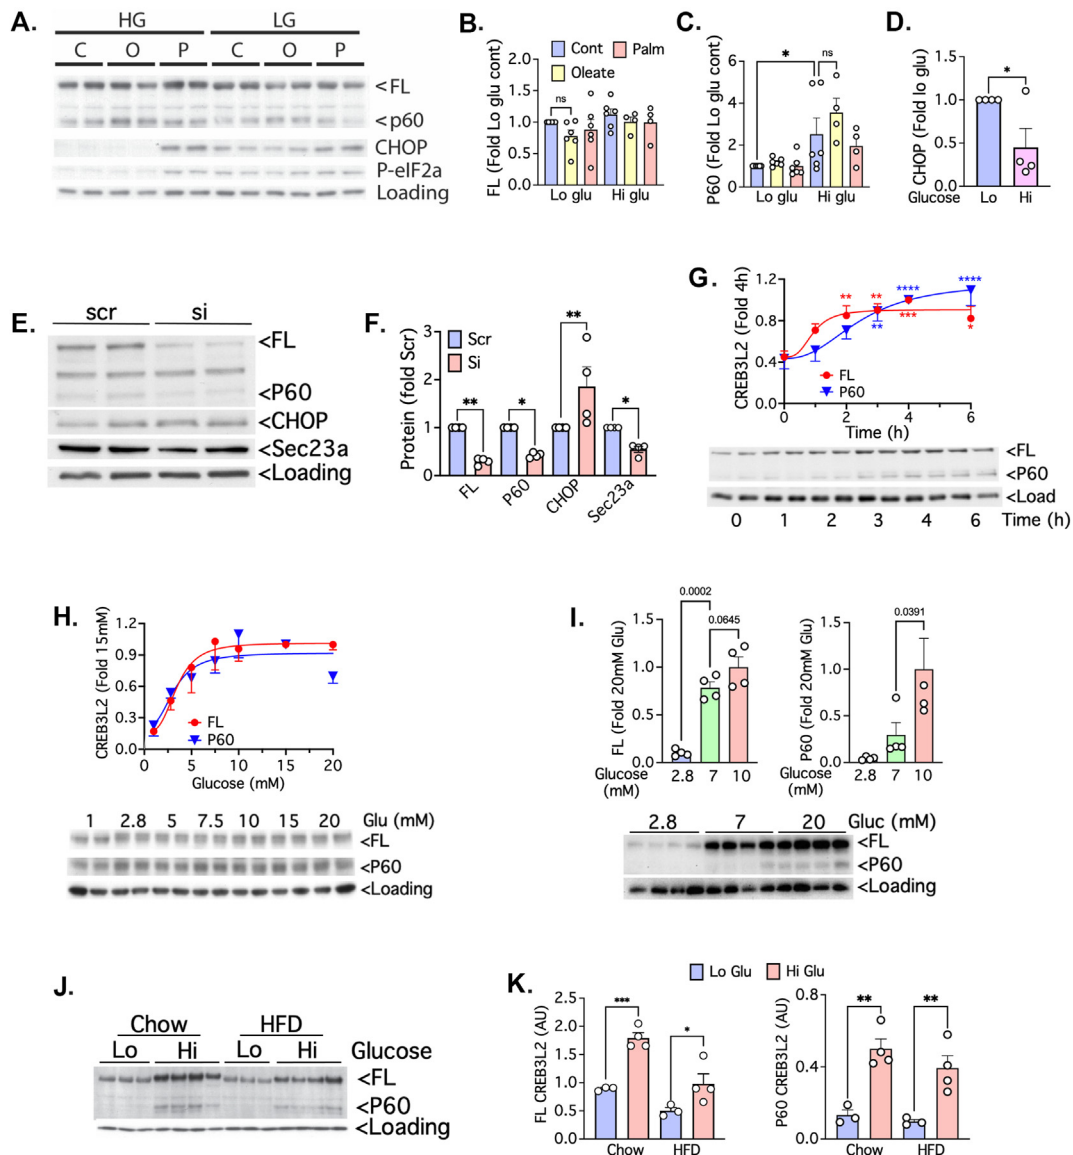 A.
HG LG
C O P C O P
<FL
<p60
CHOP
P-eIF2a
Loading
B.
Cont Palm
Oleate
FL (Fold Lo glu cont)
1.5
1.0
0.5
0.0
2.0
ns
Lo glu Hi glu
C.
P60 (Fold Lo glu cont)
6
4
2
0
* ns
Lo glu Hi glu
D.
CHOP (Fold lo glu)
1.5
1.0
0.5
0.0
*
Glucose Lo Hi
E.
scr si
<FL
<P60
<CHOP
<Sec23a
<Loading
F.
Protein (fold Scr)
3
2
1
0
Scr
Si
** * ** *
FL P60 CHOP Sec23a
G.
CREB3L2 (Fold 4h)
1.2
0.8
0.4
0.0
** ** **** ****
** *** *
FL
P60
0 2 4 6
Time (h)
<FL
<P60
<Load
0 1 2 3 4 6 Time (h)
H.
CREB3L2 (Fold 15mM)
1.2
0.9
0.6
0.3
0.0
FL
P60
0 5 10 15 20
Glucose (mM)
1 2.8 5 7.5 10 15 20 Glu (mM)
<FL
<P60
<Loading
I.
FL (Fold 20mM Glu)
1.5
1.0
0.5
0.0
0.0002
0.0645
Glucose (mM) 2.8 7 10
P60 (Fold 20mM Glu)
1.5
1.0
0.5
0.0
0.0391
Glucose (mM) 2.8 7 10
2.8 7 20 Gluc (mM)
<FL
<P60
<Loading
J.
Chow HFD
Lo Hi Lo Hi Glucose
<FL
<P60
<Loading
K.
Lo Glu Hi Glu
FL CREB3L2 (AU)
2.5
2.0
1.5
1.0
0.5
0.0
*** *
Chow HFD
P60 CREB3L2 (AU)
0.8
0.4
0.0
** **
Chow HFD